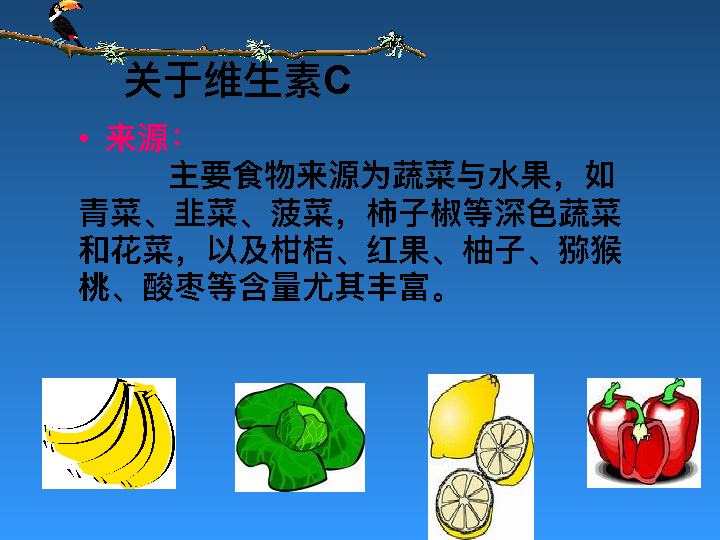 关于维生素C
• 来源：
主要食物来源为蔬菜与水果，如
青菜、韭菜、菠菜，柿子椒等深色蔬菜
和花菜，以及柑桔、红果、柚子、猕猴
桃、酸枣等含量尤其丰富。